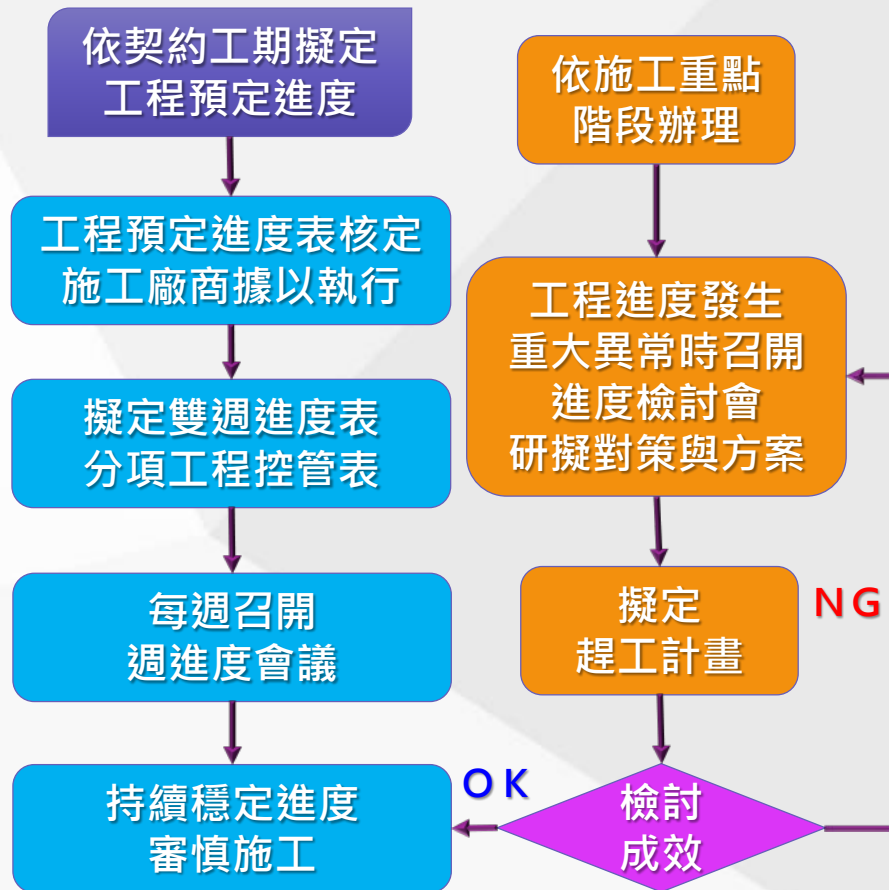 依契約工期擬定
工程預定進度
工程預定進度表核定
施工廠商據以執行
擬定雙週進度表
分項工程控管表
每週召開
週進度會議
持續穩定進度
審慎施工
依施工重點
階段辦理
工程進度發生
重大異常時召開
進度檢討會
研擬對策與方案
擬定
趕工計畫
NG
OK
檢討
成效